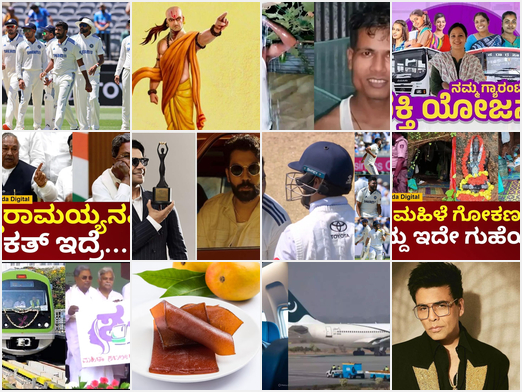 ನಮ್ಮ ಗ್ಯಾರಂಟಿ
ಕ್ತಿ ಯೋಜನ
da Digital
ರಾಮಯ್ಯನ
ಕತ್ ಇದ್ರೆ...
TOYOTA
da Digital
ಮಹಿಳೆ ಗೋಕರ್ಣ
ದ್ದು ಇದೇ ಗುಹೆಯ